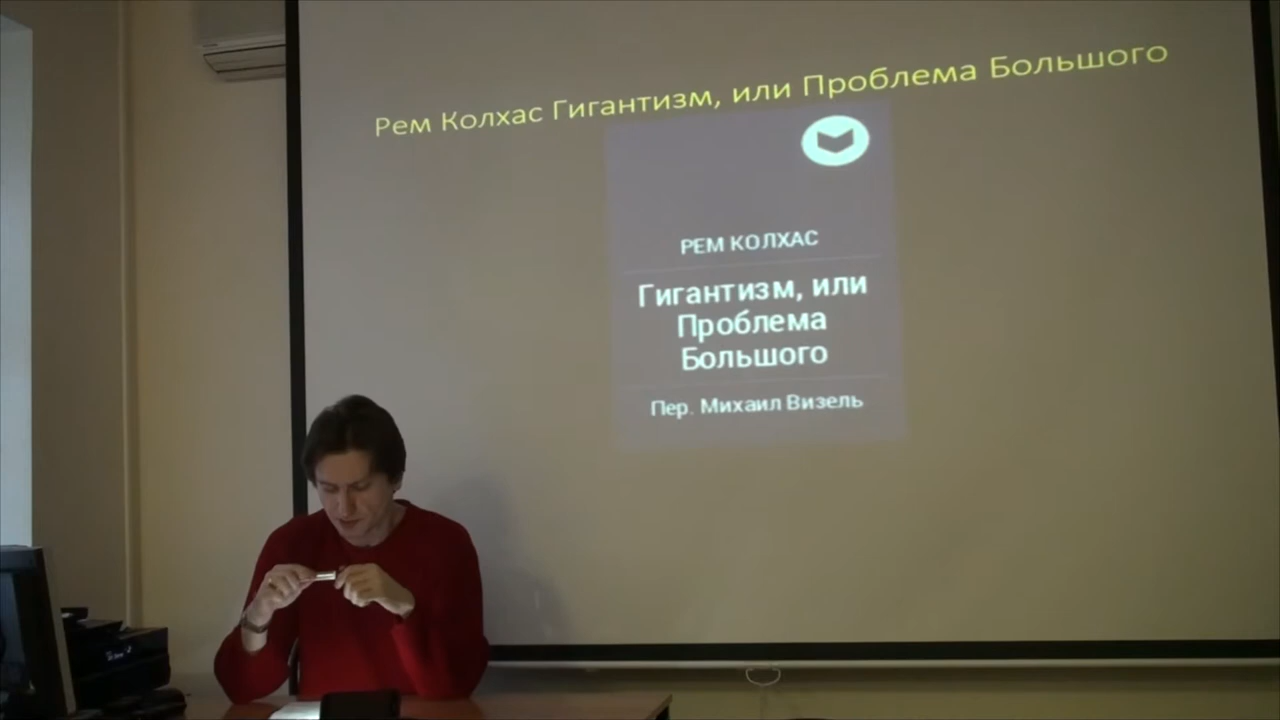 Рем Колхас Гигантизм, или Проблема Большого
РЕМ КОЛХАС
Гигантизм, или
Проблема
Большого
Пер. Михаил Визель